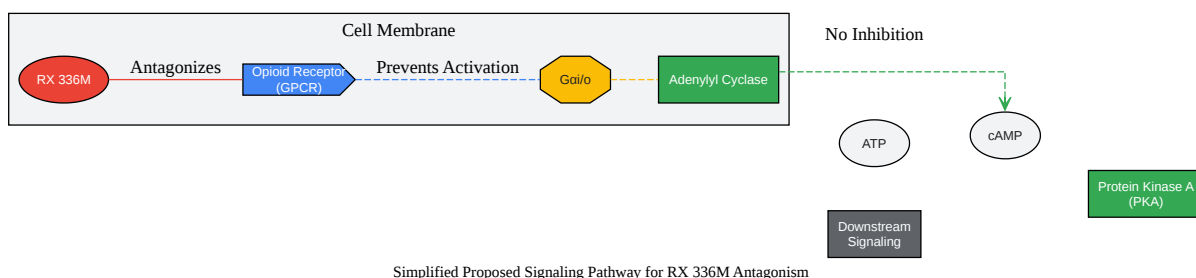 Cell Membrane
No Inhibition
RX 336M
Antagonizes
Opioid Receptor
(GPCR)
Prevents Activation
Gαi/o
Adenylyl Cyclase
ATP
cAMP
Protein Kinase A
(PKA)
Downstream
Signaling
Simplified Proposed Signaling Pathway for RX 336M Antagonism